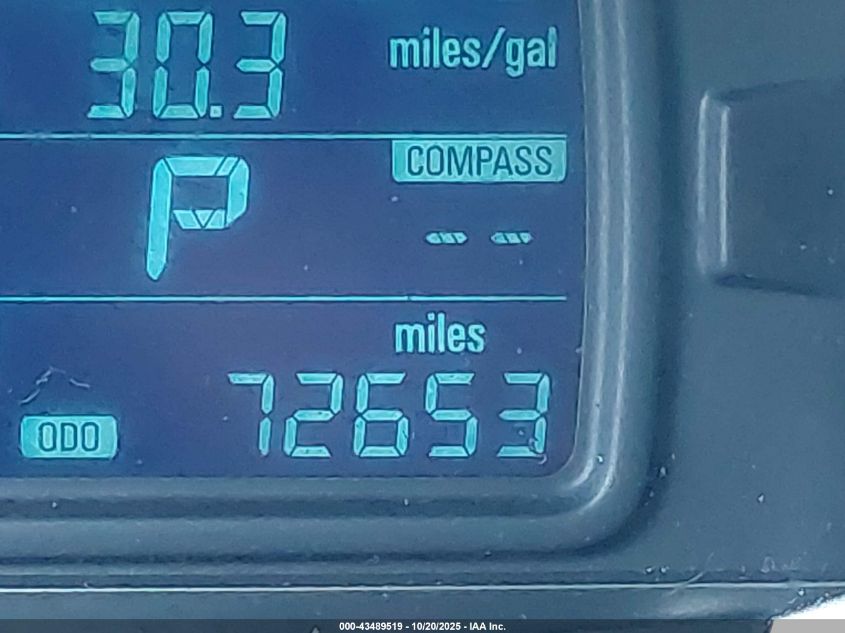 30.3 miles/gal
COMPASS
P -- --
miles
ODO 72653
000-43489519 - 10/20/2025 - IAA Inc.